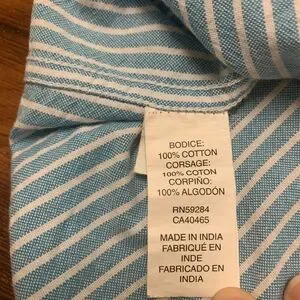 BODICE:
100% COTTON
CORSAGE:
100% COTON
CORPIÑO:
100% ALGODÓN
RN59284
CA40465
MADE IN INDIA
FABRIQUÉ EN
INDE
FABRICADO EN
INDIA